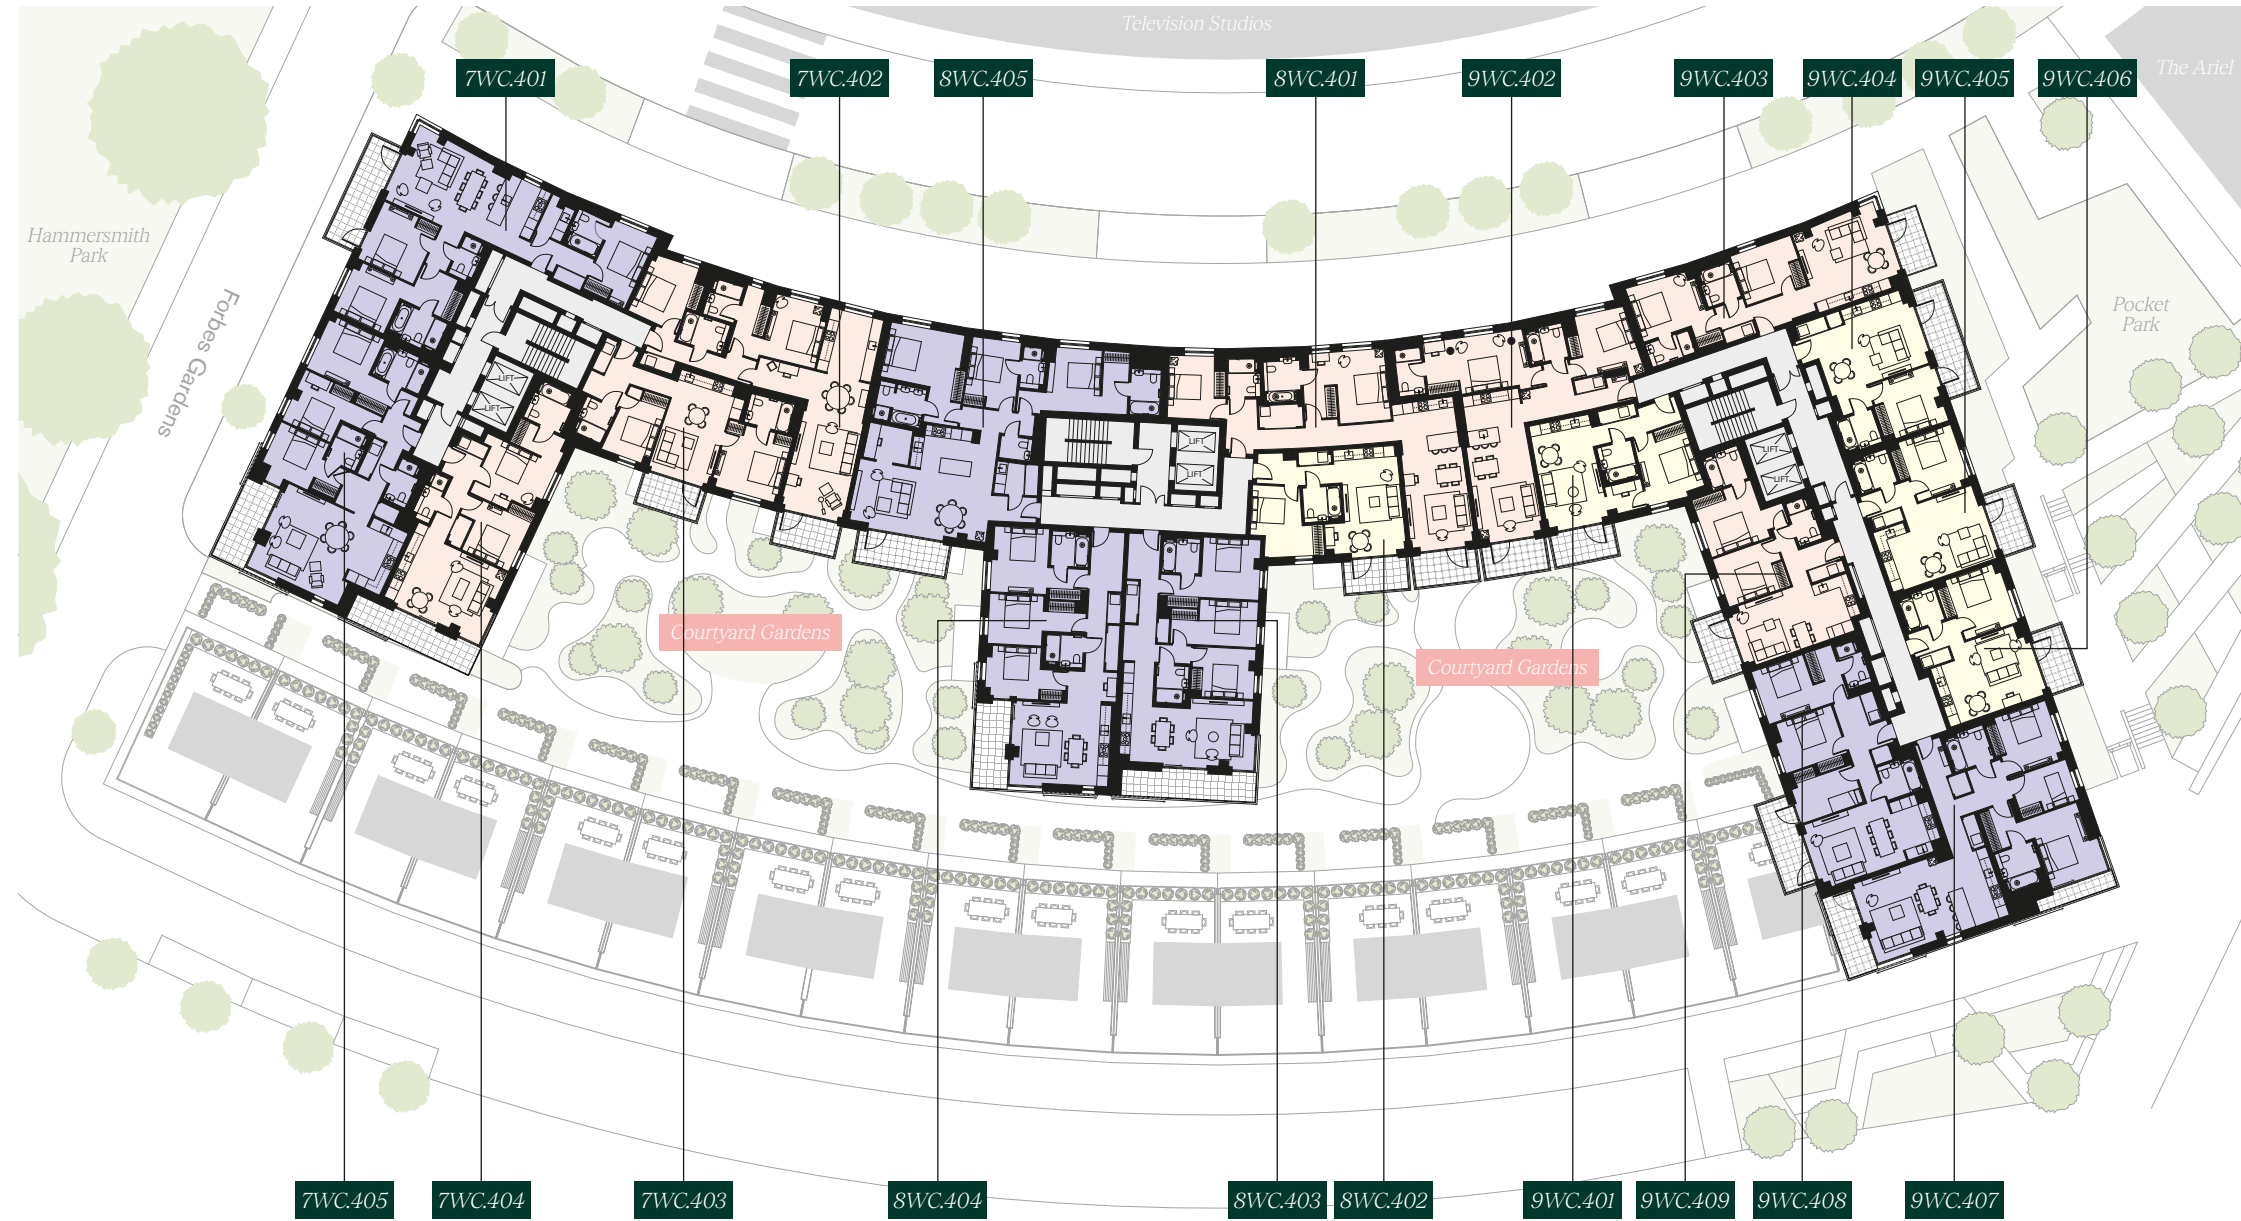 Television Studios
The Ariel
7WC.401
7WC.402
8WC.405
8WC.401
9WC.402
9WC.403
9WC.404
9WC.405
9WC.406
Hammersmith
Park
Forbes Gardens
Pocket
Park
LIFT
LIFT
LIFT
LIFT
LIFT
LIFT
Courtyard Gardens
Courtyard Gardens
7WC.405
7WC.404
7WC.403
8WC.404
8WC.403
8WC.402
9WC.401
9WC.409
9WC.408
9WC.407